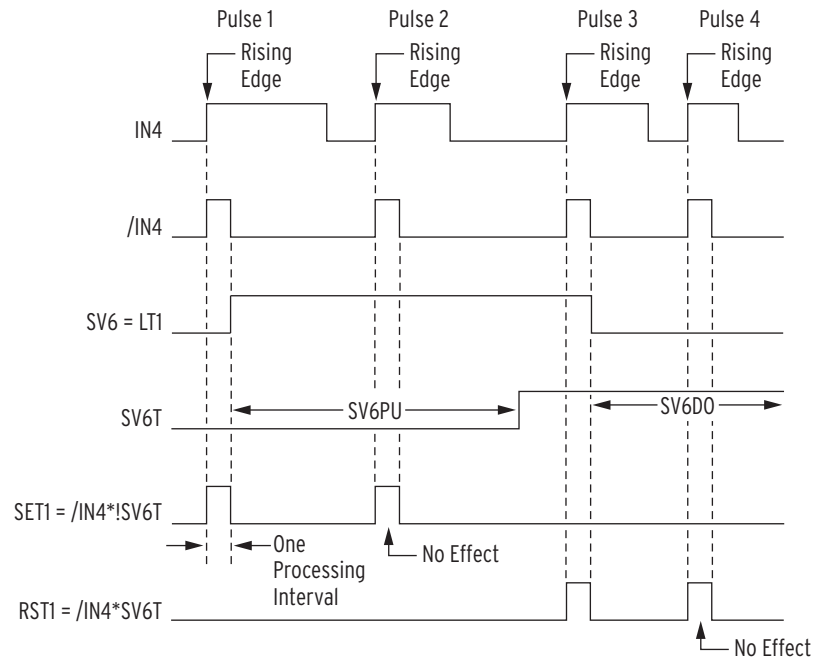 Pulse 1
Pulse 2
Pulse 3
Pulse 4
Rising
Edge
Rising
Edge
Rising
Edge
Rising
Edge
IN4
/IN4
SV6 = LT1
SV6T
SV6PU
SV6DO
SET1 = /IN4*!SV6T
One
Processing
Interval
No Effect
RST1 = /IN4*SV6T
No Effect